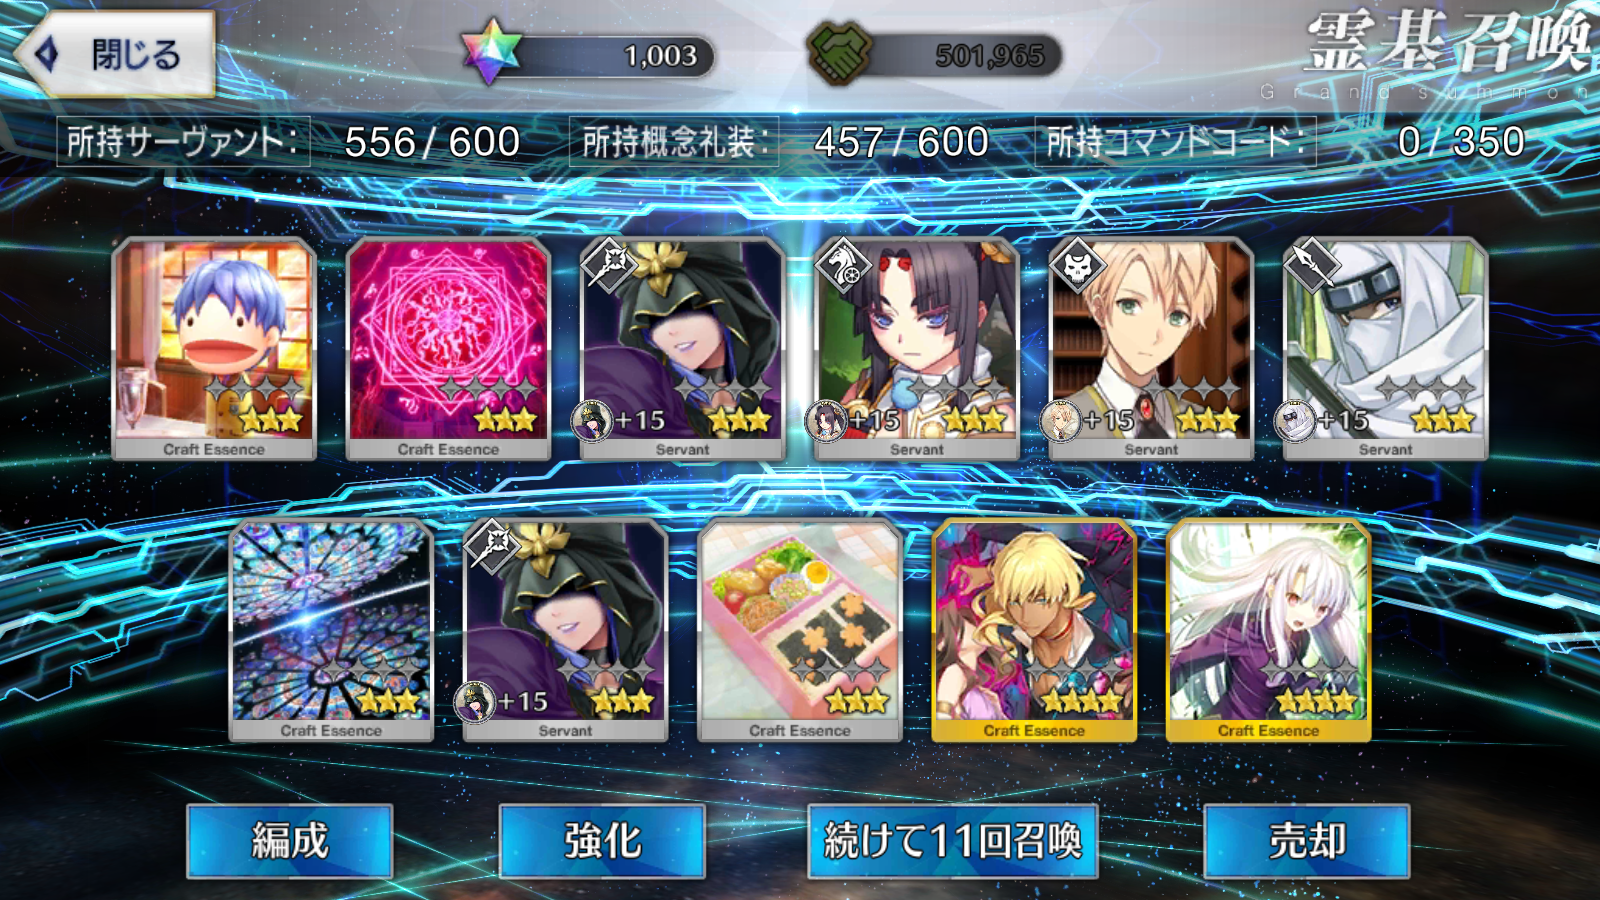 閉じる
1,003
501,965
霊基召喚
Grand summon
所持サーヴァント: 556 / 600
所持概念礼装: 457 / 600
所持コマンドコード: 0 / 350
Craft Essence
Craft Essence
+15
Servant
+15
Servant
+15
Servant
+15
Servant
Craft Essence
+15
Servant
Craft Essence
Craft Essence
Craft Essence
編成
強化
続けて11回召喚
売却